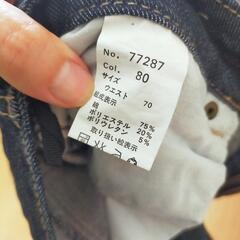 No. 77287
Col. 80
サイズ
ウエスト 70
組成表示
綿 75%
ポリエステル 20%
ポリウレタン 5%
取り扱い絵表示